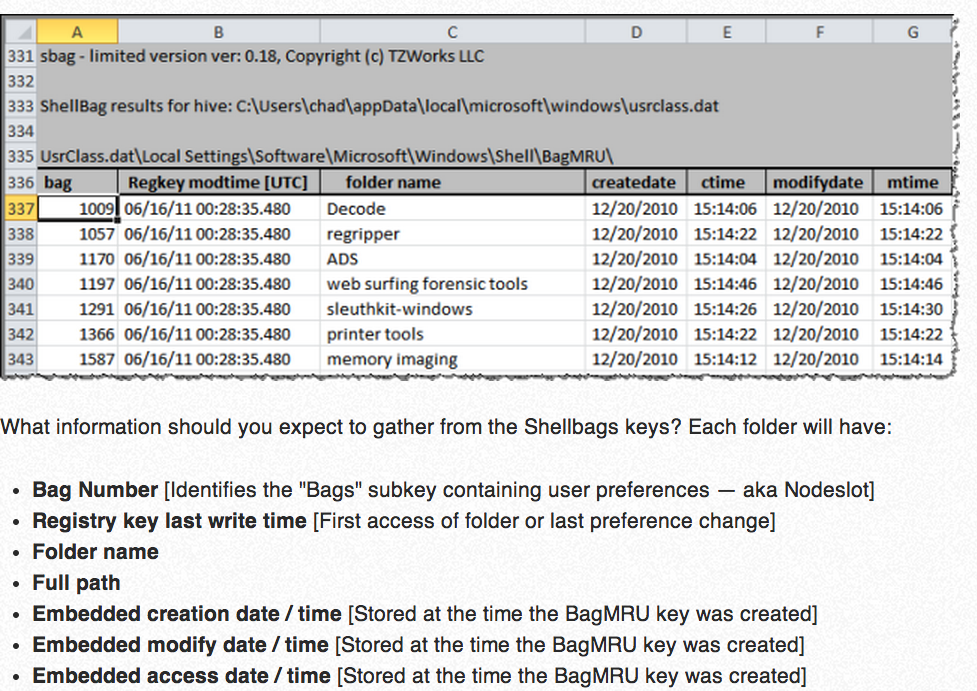 A B C D E F G
331 sbag - limited version ver: 0.18, Copyright (c) TZWorks LLC
332
333 ShellBag results for hive: C:\Users\chad\appData\local\microsoft\windows\usrclass.dat
334
335 UsrClass.dat\Local Settings\Software\Microsoft\Windows\Shell\BagMRU\
336 bag Regkey modtime [UTC] folder name createdate ctime modifydate mtime
337 1009 06/16/11 00:28:35.480 Decode 12/20/2010 15:14:06 12/20/2010 15:14:06
338 1057 06/16/11 00:28:35.480 regripper 12/20/2010 15:14:22 12/20/2010 15:14:22
339 1170 06/16/11 00:28:35.480 ADS 12/20/2010 15:14:04 12/20/2010 15:14:04
340 1197 06/16/11 00:28:35.480 web surfing forensic tools 12/20/2010 15:14:46 12/20/2010 15:14:46
341 1291 06/16/11 00:28:35.480 sleuthkit-windows 12/20/2010 15:14:26 12/20/2010 15:14:30
342 1366 06/16/11 00:28:35.480 printer tools 12/20/2010 15:14:22 12/20/2010 15:14:22
343 1587 06/16/11 00:28:35.480 memory imaging 12/20/2010 15:14:12 12/20/2010 15:14:14
What information should you expect to gather from the Shellbags keys? Each folder will have:
• Bag Number [Identifies the "Bags" subkey containing user preferences — aka Nodeslot]
• Registry key last write time [First access of folder or last preference change]
• Folder name
• Full path
• Embedded creation date / time [Stored at the time the BagMRU key was created]
• Embedded modify date / time [Stored at the time the BagMRU key was created]
• Embedded access date / time [Stored at the time the BagMRU key was created]